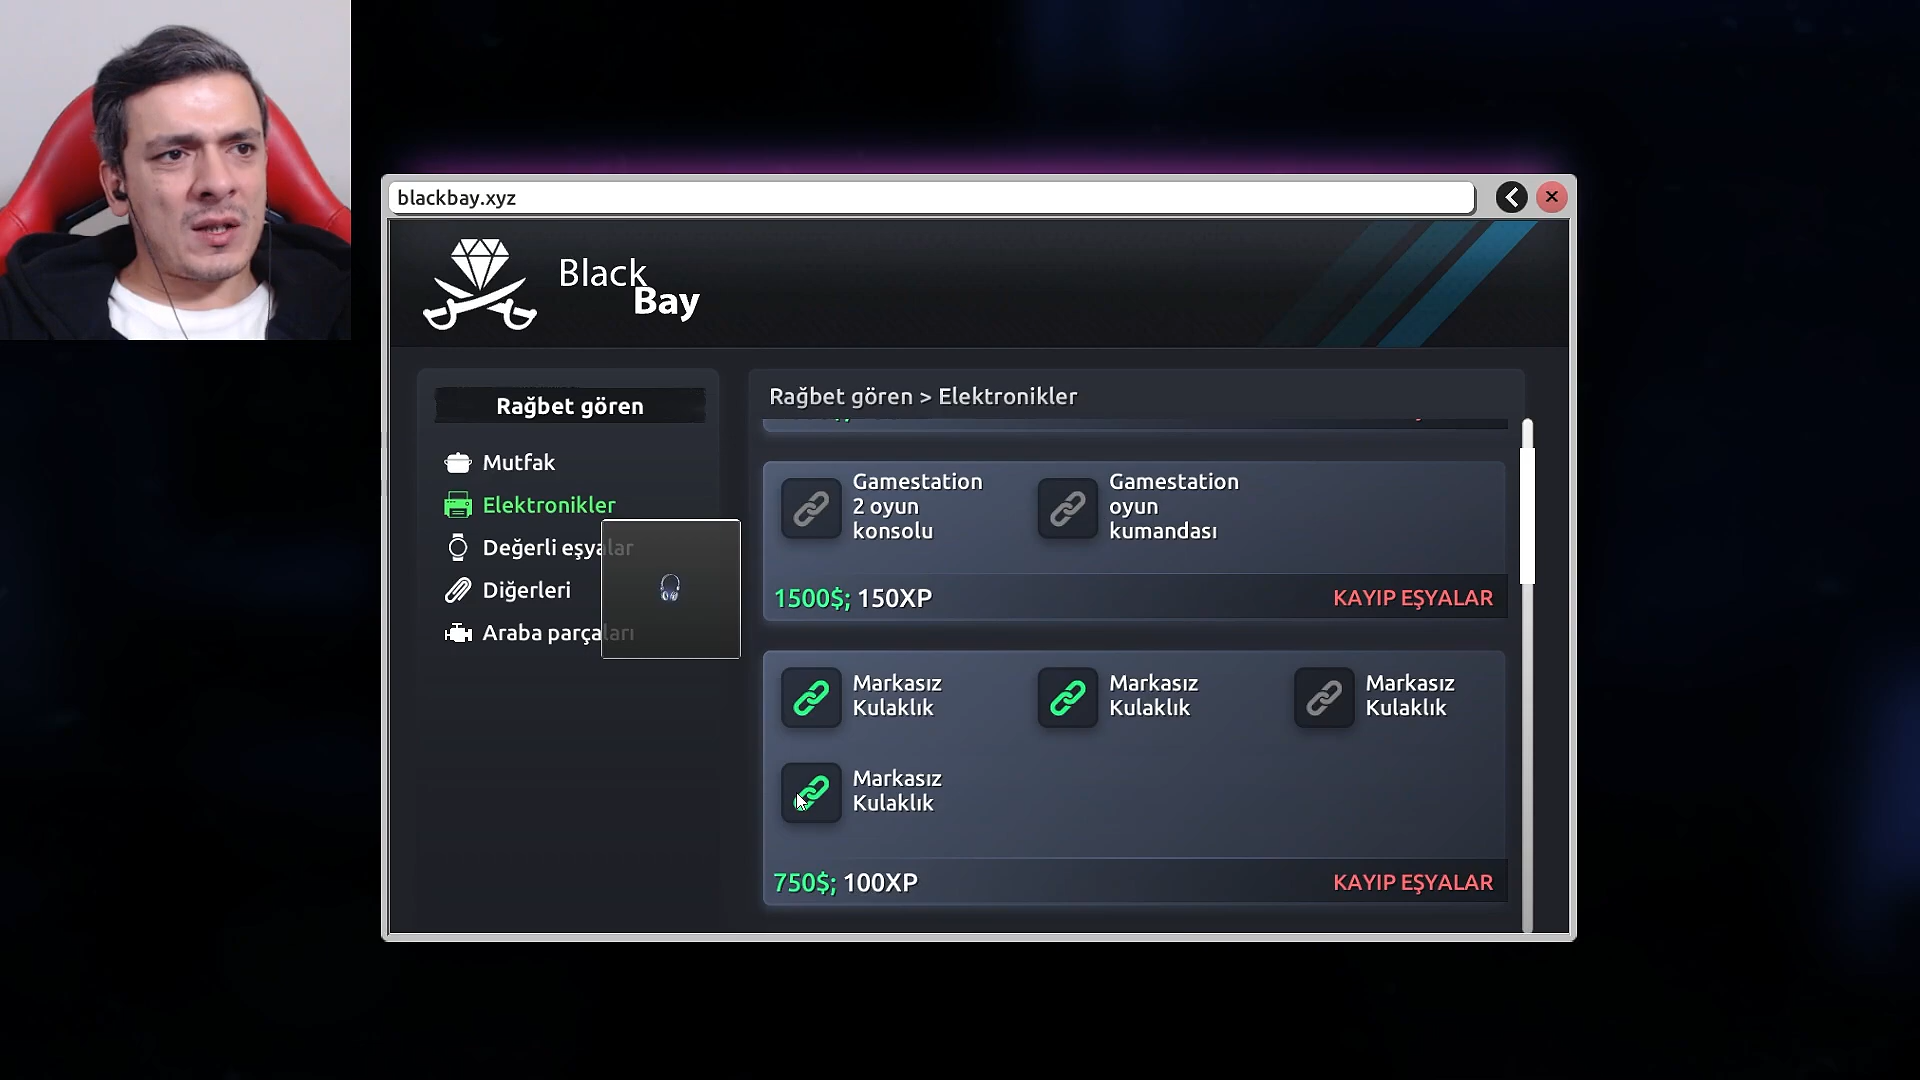 blackbay.xyz
Black
Bay
Rağbet gören
Mutfak
Elektronikler
Değerli eşyalar
Diğerleri
Araba parçaları
Rağbet gören > Elektronikler
Gamestation
2 oyun
konsolu
Gamestation
oyun
kumandası
1500$; 150XP
KAYIP EŞYALAR
Markasız
Kulaklık
Markasız
Kulaklık
Markasız
Kulaklık
Markasız
Kulaklık
750$; 100XP
KAYIP EŞYALAR